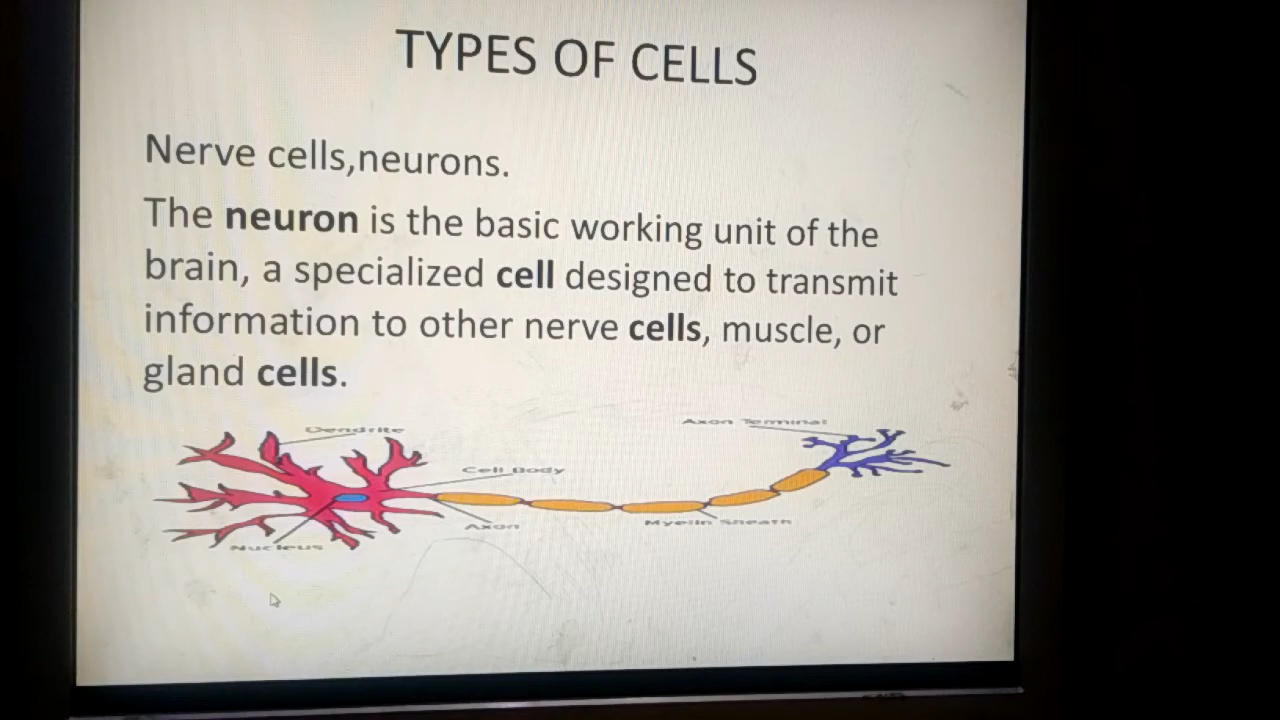 TYPES OF CELLS
Nerve cells,neurons.
The neuron is the basic working unit of the
brain, a specialized cell designed to transmit
information to other nerve cells, muscle, or
gland cells.
Dendrite
Axon Terminal
Cell Body
Axon
Myelin Sheath
Nucleus